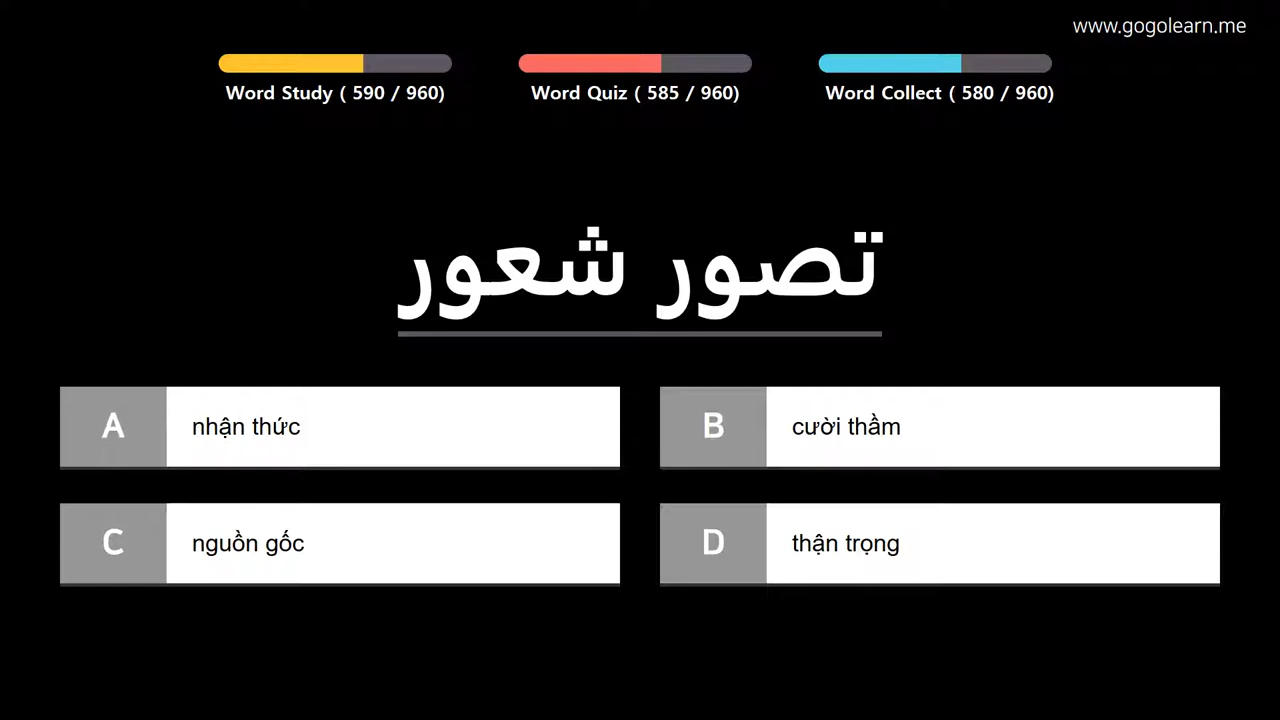 www.gogolearn.me
Word Study ( 590 / 960)
Word Quiz ( 585 / 960)
Word Collect ( 580 / 960)
تصور شعور
A
nhận thức
B
cười thầm
C
nguồn gốc
D
thận trọng